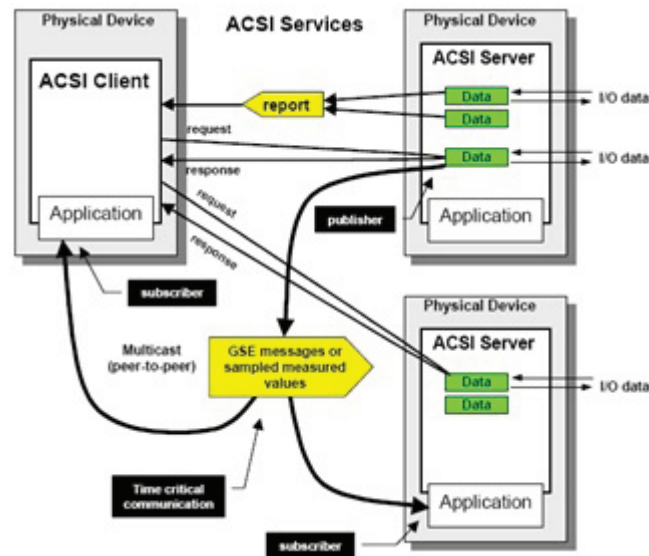 Physical Device
ACSI Services
Physical Device
ACSI Client
ACSI Server
report
Data
I/O data
Data
request
Data
I/O data
response
Application
request
publisher
Application
response
subscriber
Physical Device
ACSI Server
Multicast
(peer-to-peer)
GSE messages or
sampled measured
values
Data
I/O data
Data
Time critical
communication
Application
subscriber